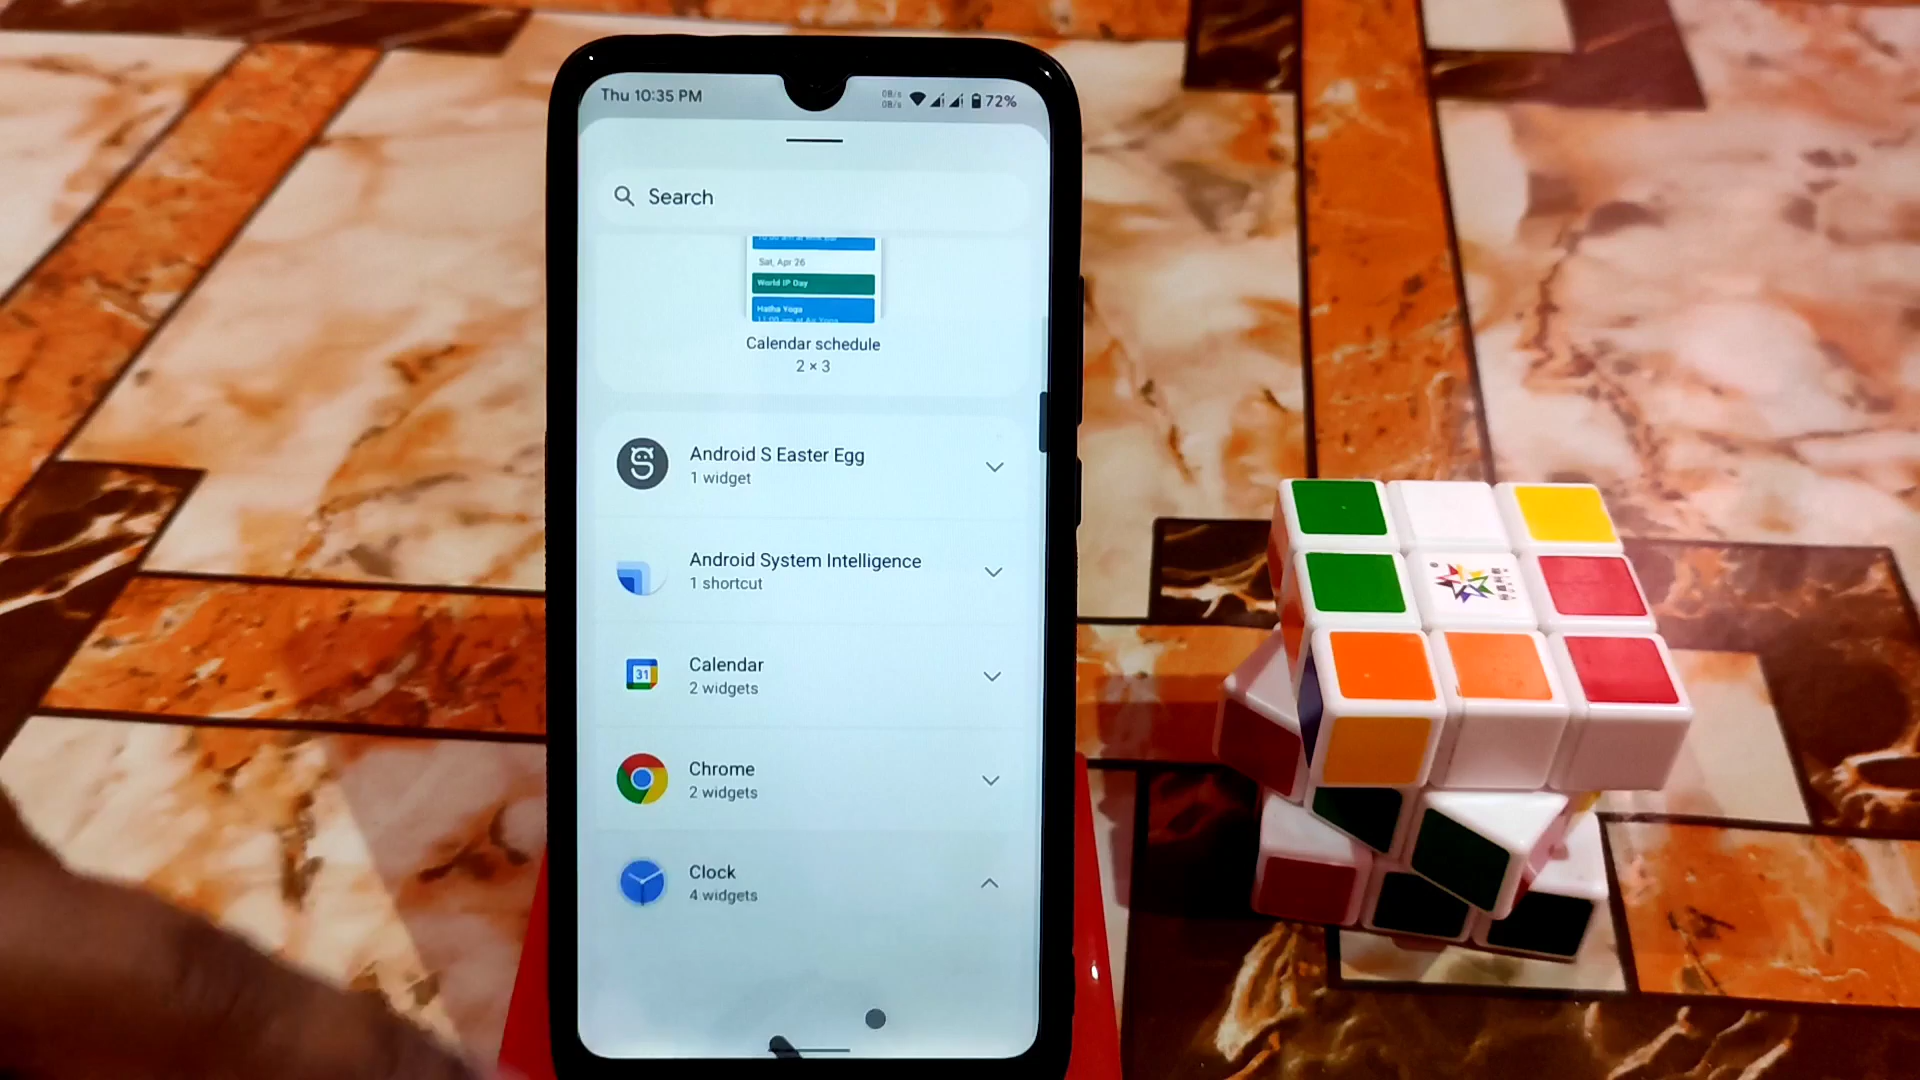 Thu 10:35 PM
0B/s
0B/s
72%
Search
Sat, Apr 26
World IP Day
Hatha Yoga
Calendar schedule
2 × 3
Android S Easter Egg
1 widget
Android System Intelligence
1 shortcut
31
Calendar
2 widgets
Chrome
2 widgets
Clock
4 widgets